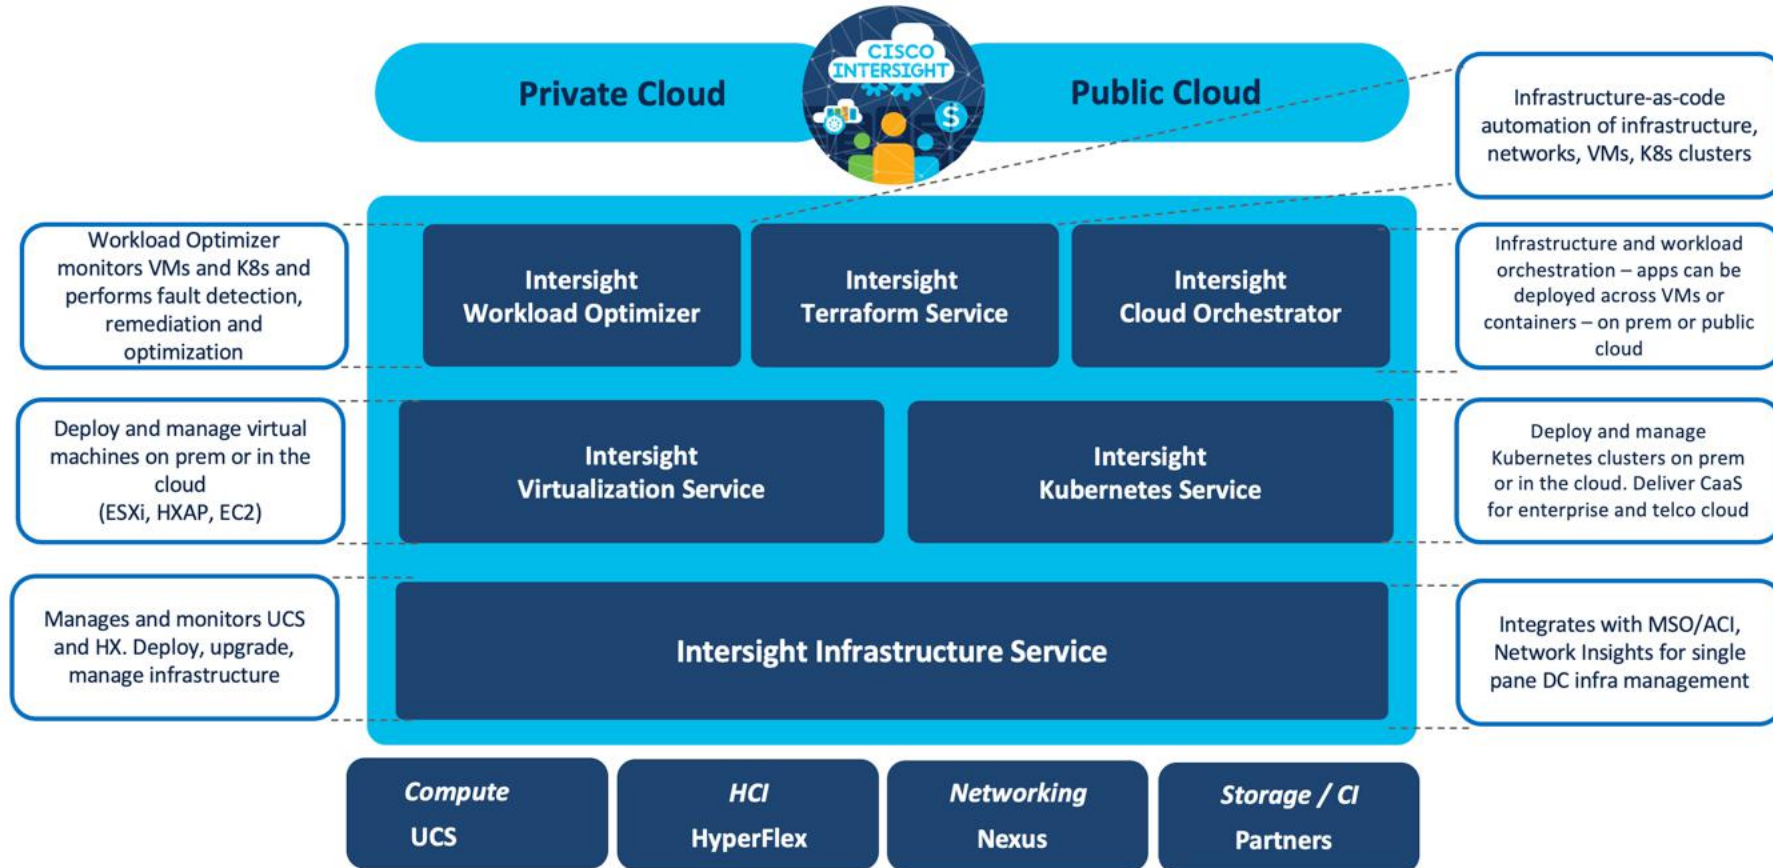 Private Cloud
CISCO
INTERSIGHT
$
Public Cloud
Infrastructure-as-code
automation of infrastructure,
networks, VMs, K8s clusters
Workload Optimizer
monitors VMs and K8s and
performs fault detection,
remediation and
optimization
Intersight
Workload Optimizer
Intersight
Terraform Service
Intersight
Cloud Orchestrator
Infrastructure and workload
orchestration – apps can be
deployed across VMs or
containers – on prem or public
cloud
Deploy and manage virtual
machines on prem or in the
cloud
(ESXi, HXAP, EC2)
Intersight
Virtualization Service
Intersight
Kubernetes Service
Deploy and manage
Kubernetes clusters on prem
or in the cloud. Deliver CaaS
for enterprise and telco cloud
Manages and monitors UCS
and HX. Deploy, upgrade,
manage infrastructure
Intersight Infrastructure Service
Integrates with MSO/ACI,
Network Insights for single
pane DC infra management
Compute
UCS
HCI
HyperFlex
Networking
Nexus
Storage / CI
Partners